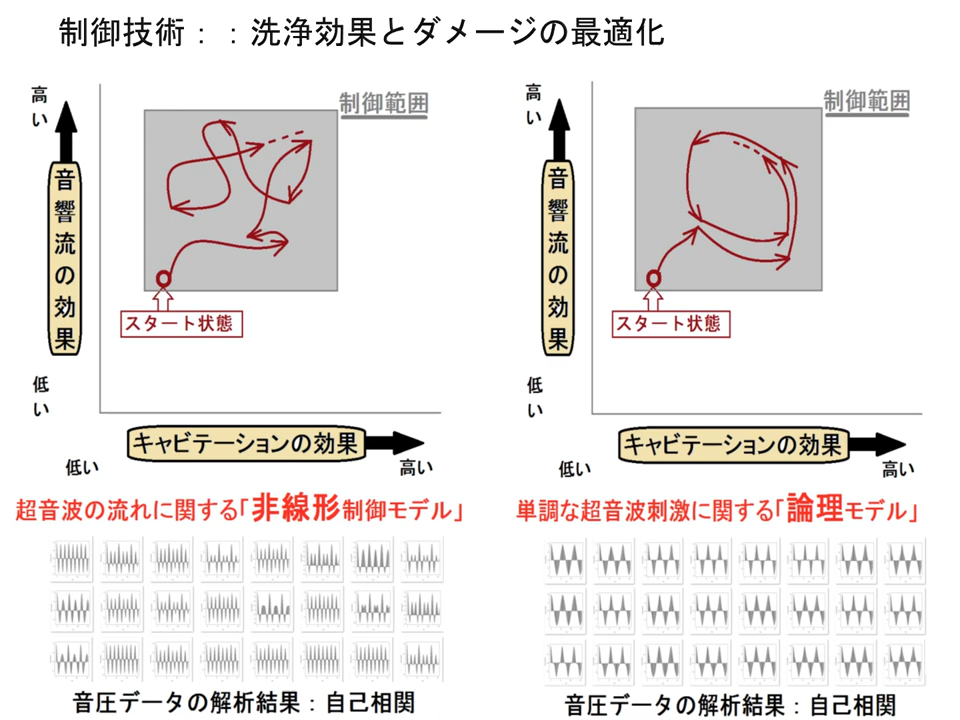 制御技術：：洗浄効果とダメージの最適化
高
い
制御範囲
音響流の効果
スタート状態
低
い
キャビテーションの効果
低い
高い
超音波の流れに関する「非線形制御モデル」
音圧データの解析結果：自己相関
高
い
制御範囲
音響流の効果
スタート状態
低
い
キャビテーションの効果
低い
高い
単調な超音波刺激に関する「論理モデル」
音圧データの解析結果：自己相関